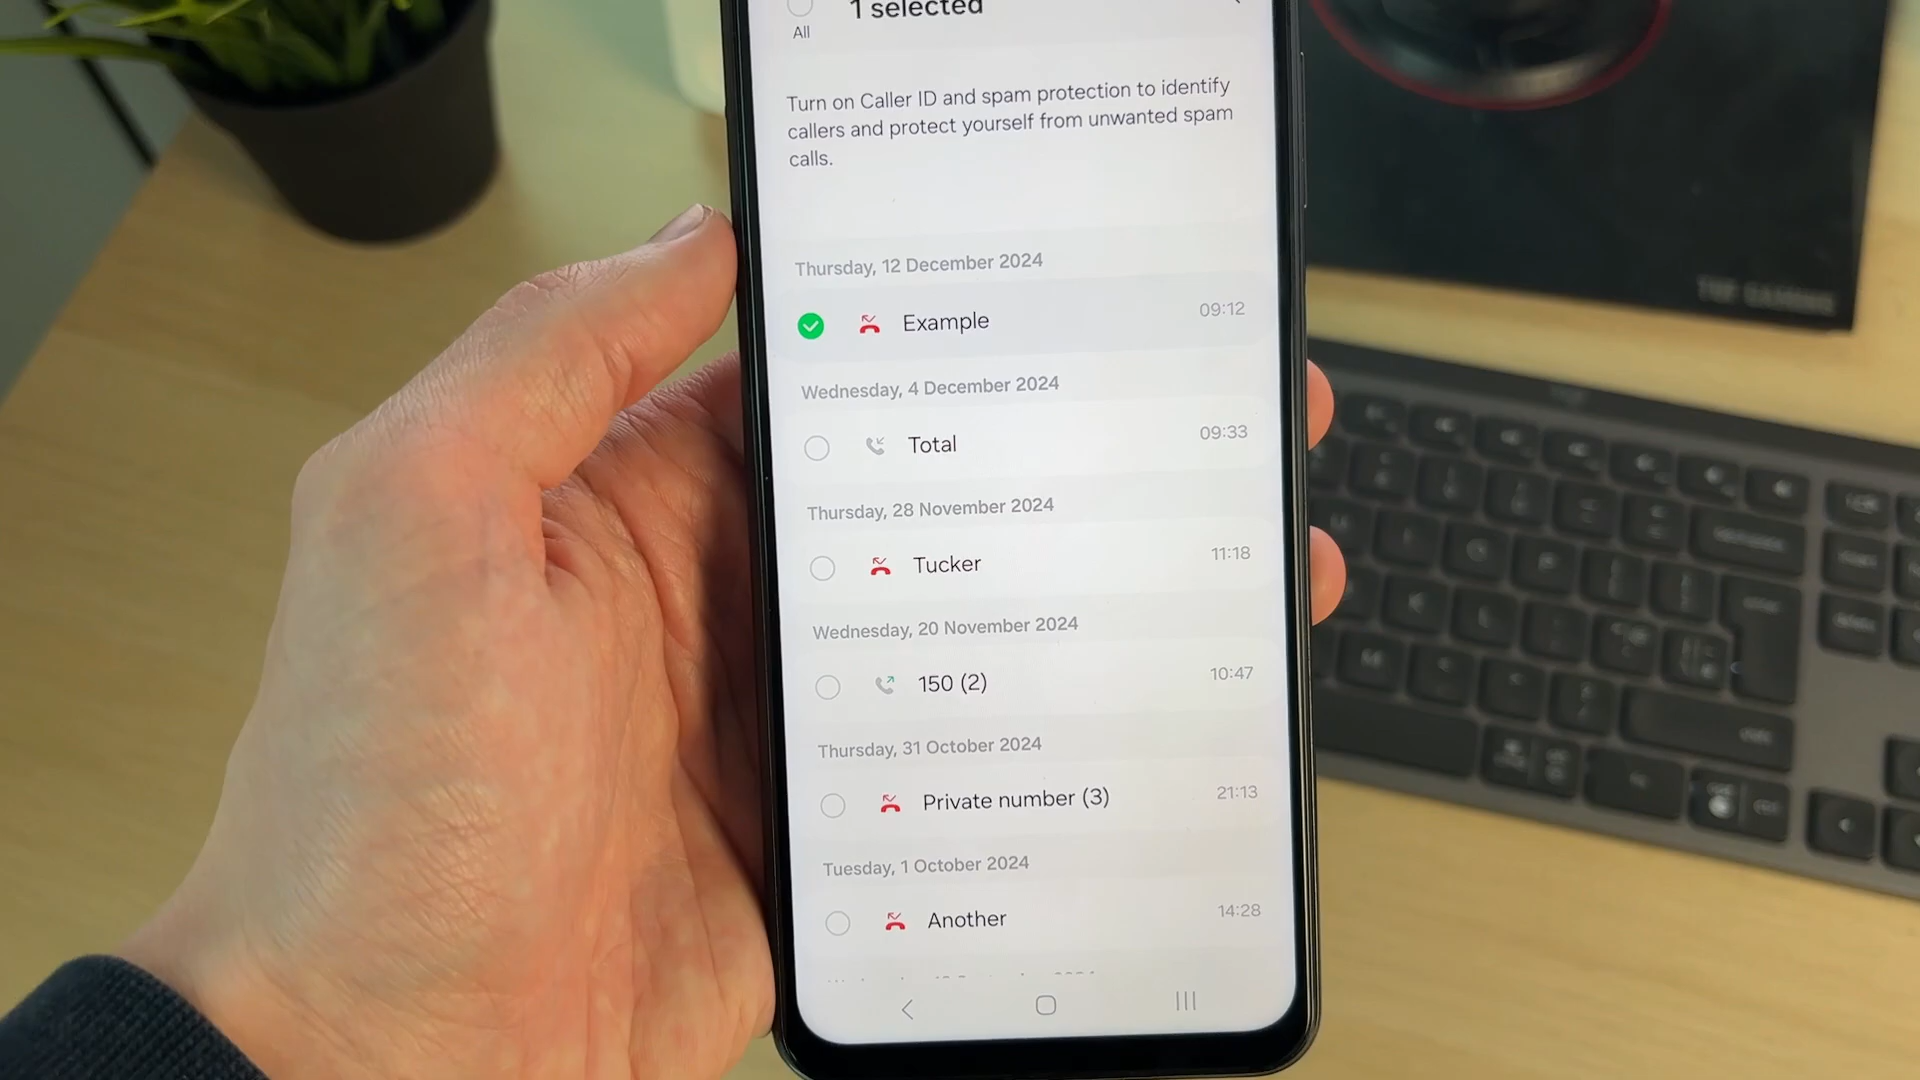 1 selected
All
Turn on Caller ID and spam protection to identify
callers and protect yourself from unwanted spam
calls.
Thursday, 12 December 2024
Example 09:12
Wednesday, 4 December 2024
Total 09:33
Thursday, 28 November 2024
Tucker 11:18
Wednesday, 20 November 2024
150 (2) 10:47
Thursday, 31 October 2024
Private number (3) 21:13
Tuesday, 1 October 2024
Another 14:28